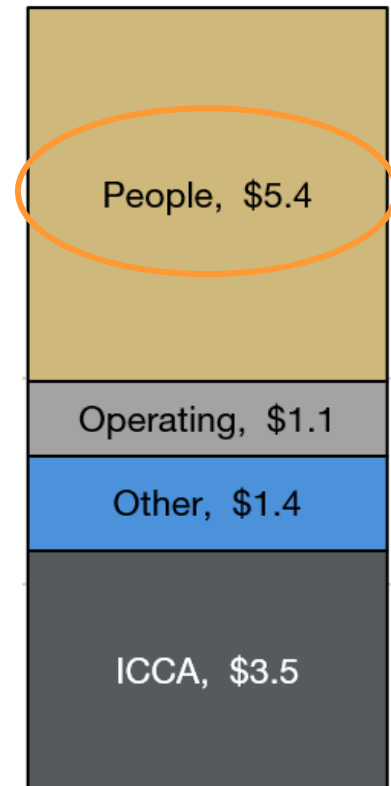 People, $5.4
Operating, $1.1
Other, $1.4
ICCA, $3.5